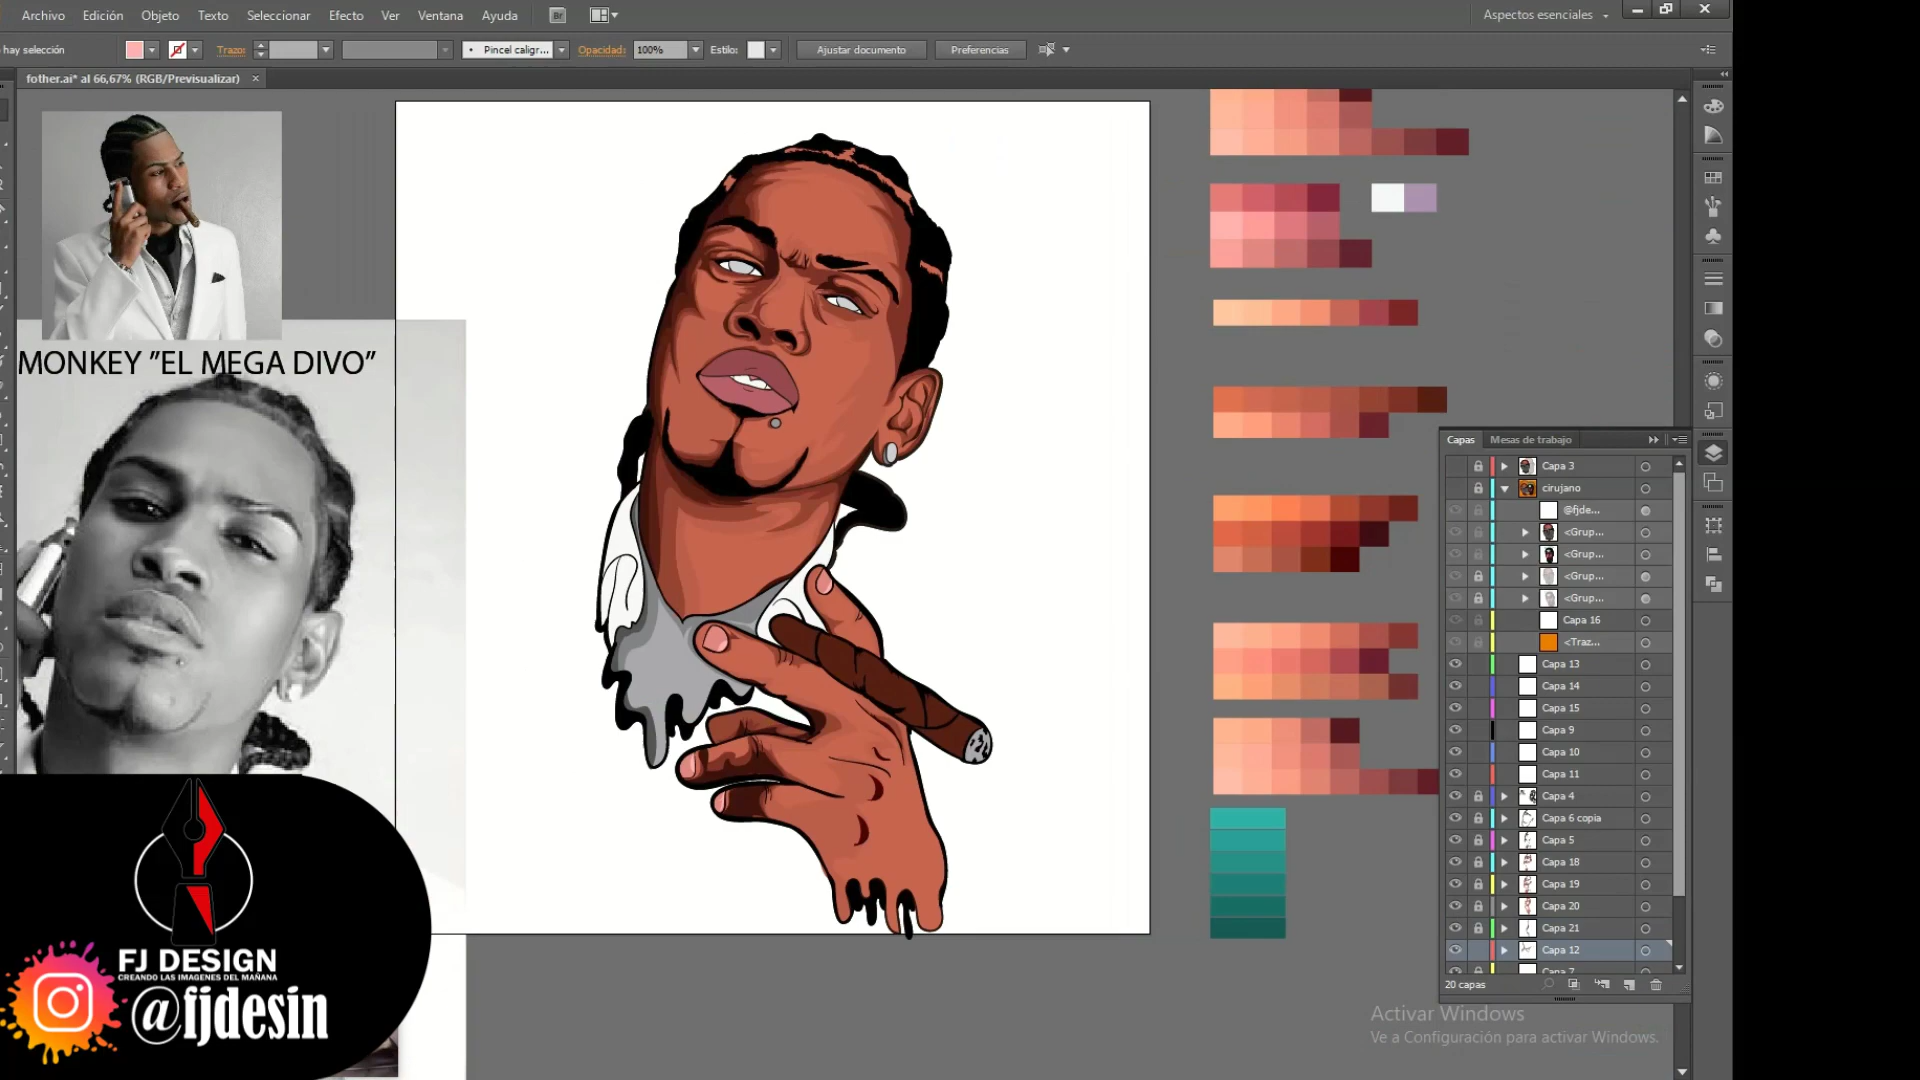 Archivo Edición Objeto Texto Seleccionar Efecto Ver Ventana Ayuda Br Aspectos esenciales
hay selección Trazo: Pincel caligr... Opacidad: 100% Estilo: Ajustar documento Preferencias
fother.ai* al 66,67% (RGB/Previsualizar)
MONKEY "EL MEGA DIVO"
Capas Mesas de trabajo
Capa 3
cirujano
@fjde...
<Grup...
<Grup...
<Grup...
<Grup...
Capa 16
<Traz...
Capa 13
Capa 14
Capa 15
Capa 9
Capa 10
Capa 11
Capa 4
Capa 6 copia
Capa 5
Capa 18
Capa 19
Capa 20
Capa 21
Capa 12
Capa 7
20 capas
FJ DESIGN
CREANDO LAS IMAGENES DEL MAÑANA
@fjdesin
Activar Windows
Ve a Configuración para activar Windows.